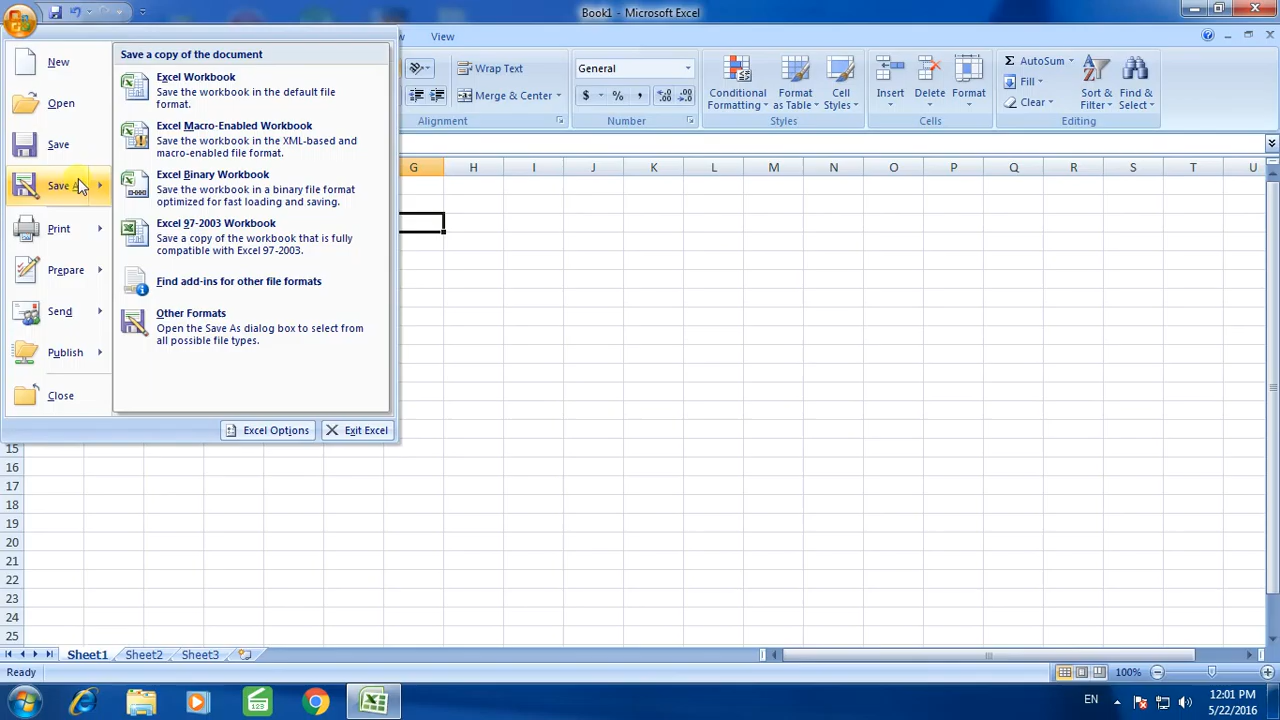 Book1 - Microsoft Excel
View
New
Open
Save
Save
Print
Prepare
Send
Publish
Close
Save a copy of the document
Excel Workbook
Save the workbook in the default file
format.
Excel Macro-Enabled Workbook
Save the workbook in the XML-based and
macro-enabled file format.
Excel Binary Workbook
Save the workbook in a binary file format
optimized for fast loading and saving.
Excel 97-2003 Workbook
Save a copy of the workbook that is fully
compatible with Excel 97-2003.
Find add-ins for other file formats
Other Formats
Open the Save As dialog box to select from
all possible file types.
Excel Options
Exit Excel
Wrap Text
Merge & Center
Alignment
General
$ % ,
Number
Conditional
Formatting
Format
as Table
Cell
Styles
Styles
Insert
Delete
Format
Cells
Σ AutoSum
Fill
Clear
Sort &
Filter
Find &
Select
Editing
G H I J K L M N O P Q R S T U
15
16
17
18
19
20
21
22
23
24
25
Sheet1 Sheet2 Sheet3
Ready
100%
123
EN
12:01 PM
5/22/2016